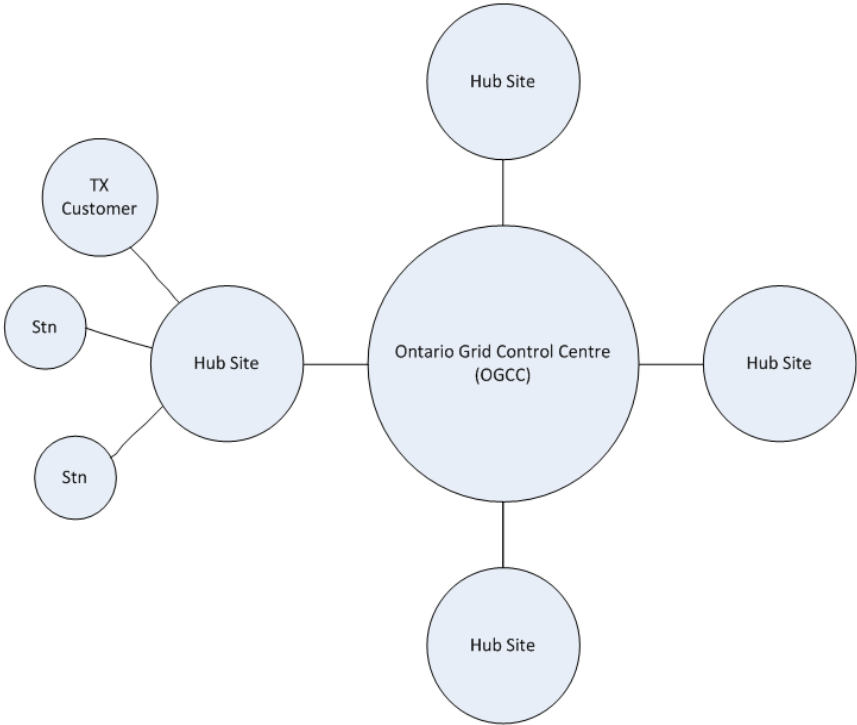 Hub Site
TX
Customer
Stn
Hub Site
Ontario Grid Control Centre
(OGCC)
Hub Site
Stn
Hub Site